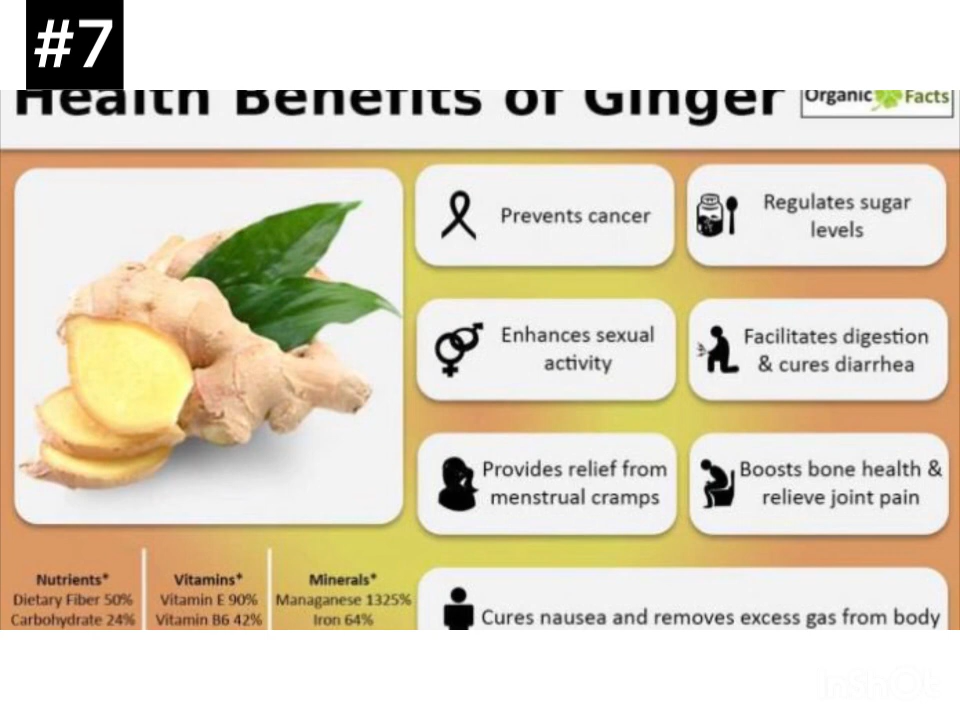 #7
Health Benefits of Ginger
Organic Facts
Prevents cancer
Regulates sugar
levels
Enhances sexual
activity
Facilitates digestion
& cures diarrhea
Provides relief from
menstrual cramps
Boosts bone health &
relieve joint pain
Nutrients*
Dietary Fiber 50%
Carbohydrate 24%
Vitamins*
Vitamin E 90%
Vitamin B6 42%
Minerals*
Managanese 1325%
Iron 64%
Cures nausea and removes excess gas from body
InShOt